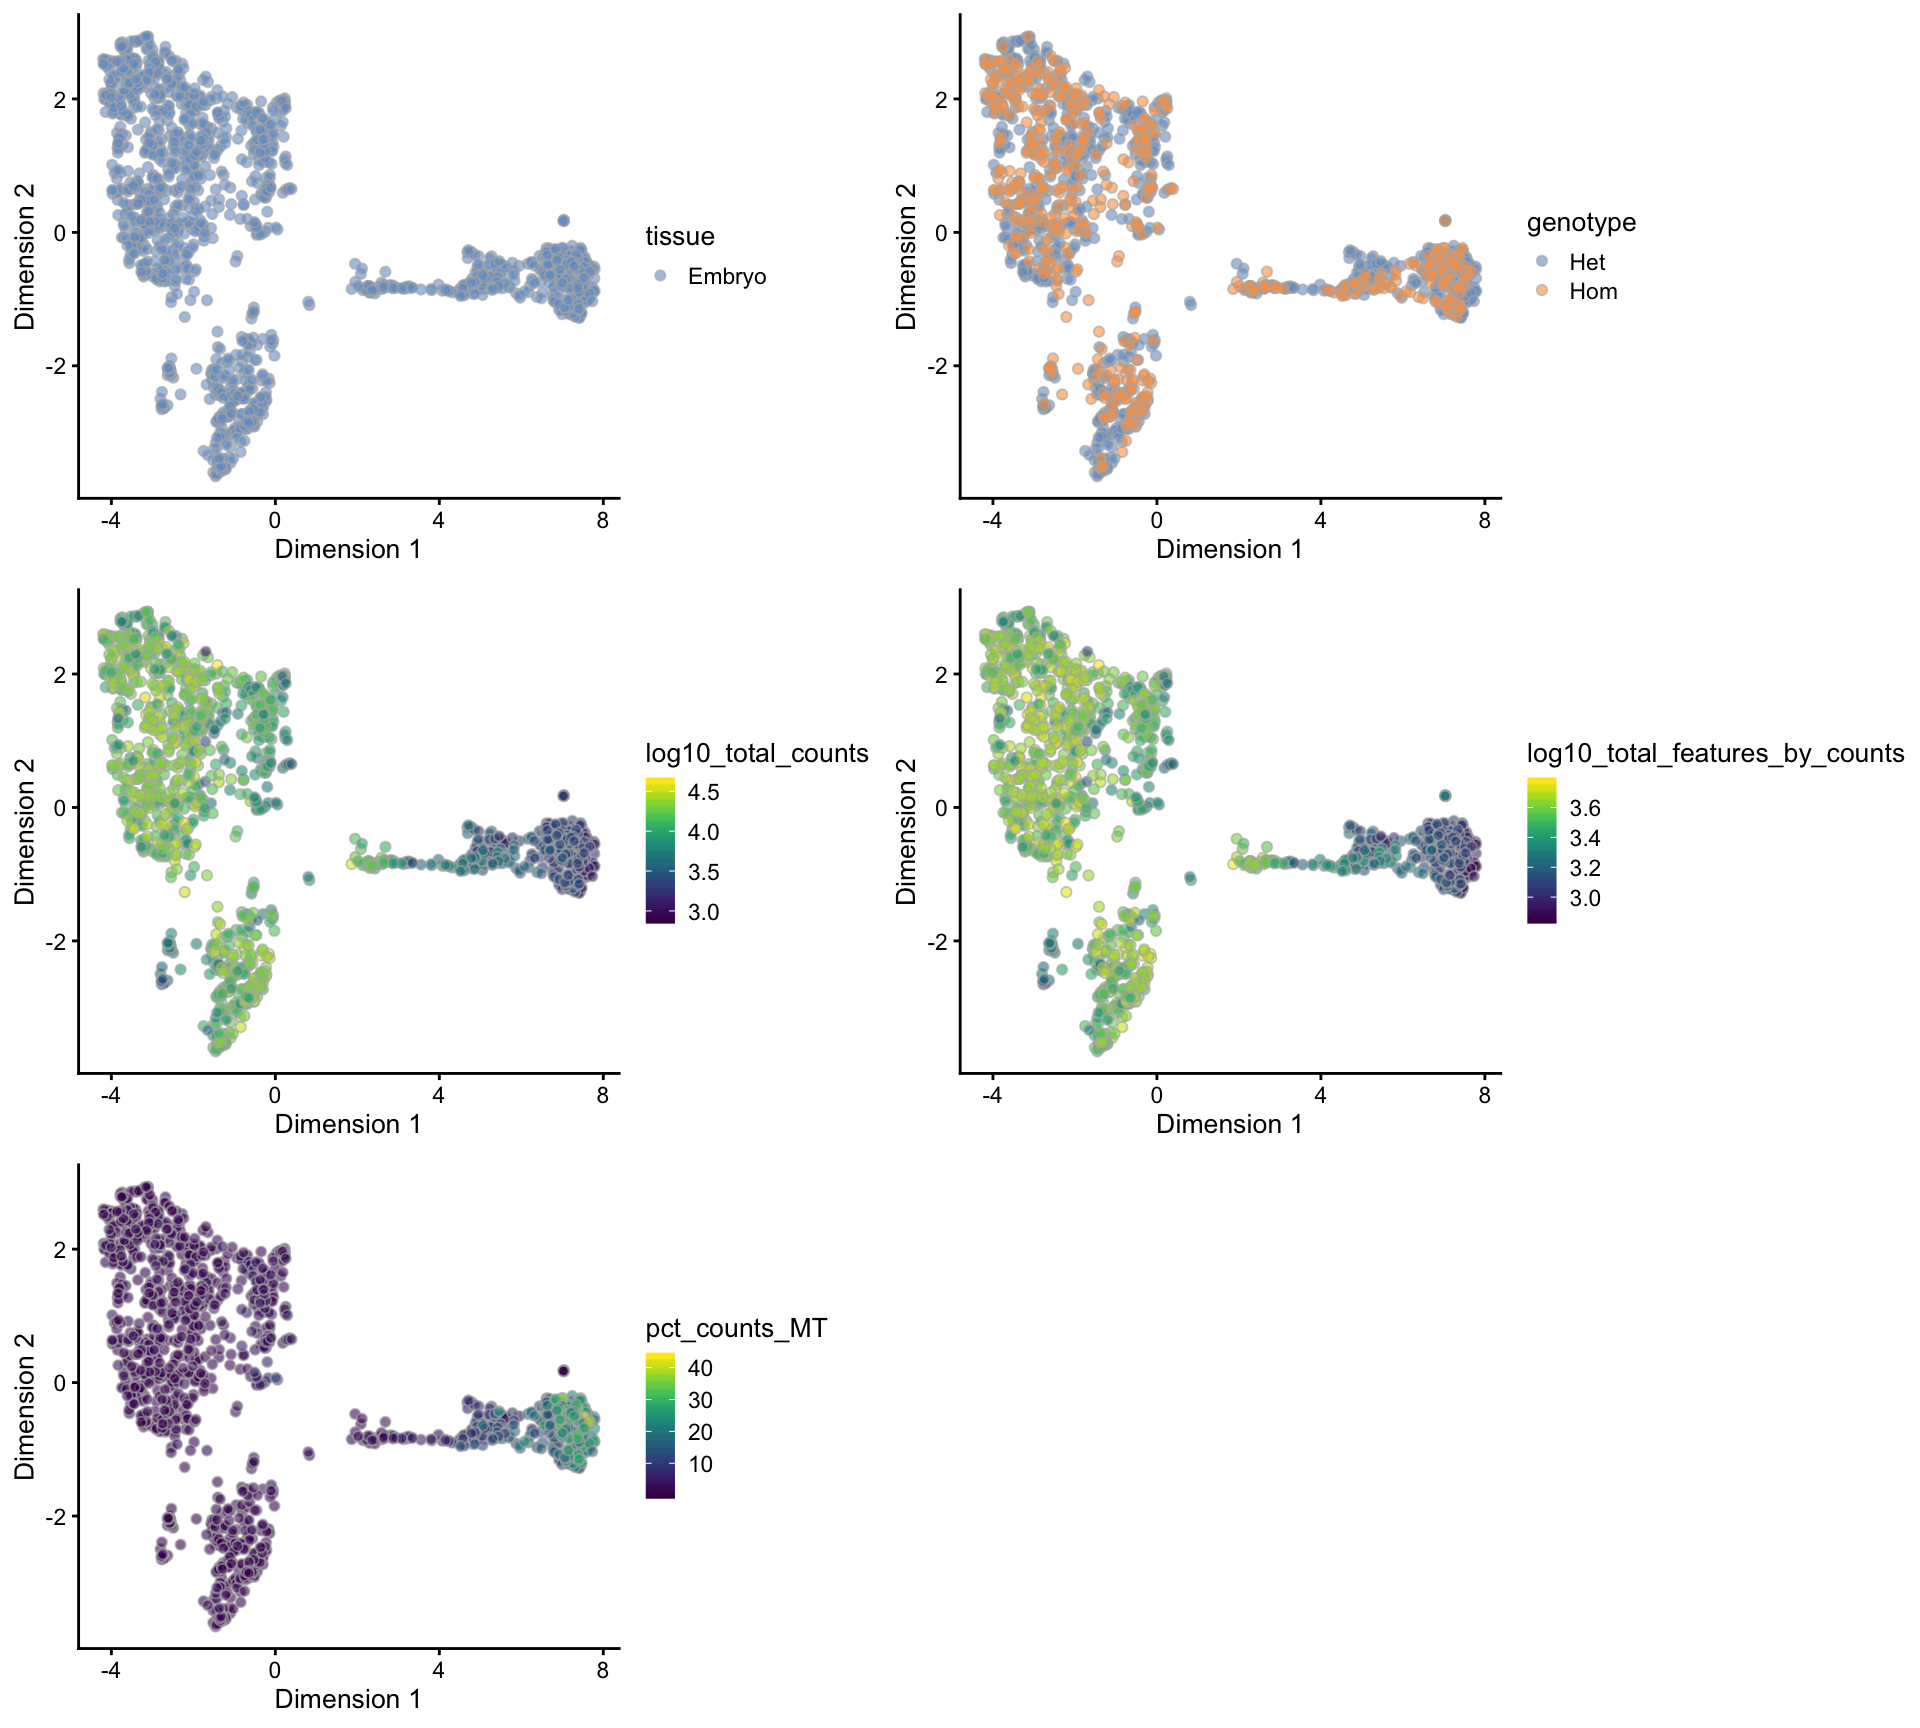 2
0
-2
-4
0
4
8
Dimension 1
Dimension 2
tissue
Embryo
2
0
-2
-4
0
4
8
Dimension 1
Dimension 2
genotype
Het
Hom
2
0
-2
-4
0
4
8
Dimension 1
Dimension 2
log10_total_counts
4.5
4.0
3.5
3.0
2
0
-2
-4
0
4
8
Dimension 1
Dimension 2
log10_total_features_by_counts
3.6
3.4
3.2
3.0
2
0
-2
-4
0
4
8
Dimension 1
Dimension 2
pct_counts_MT
40
30
20
10